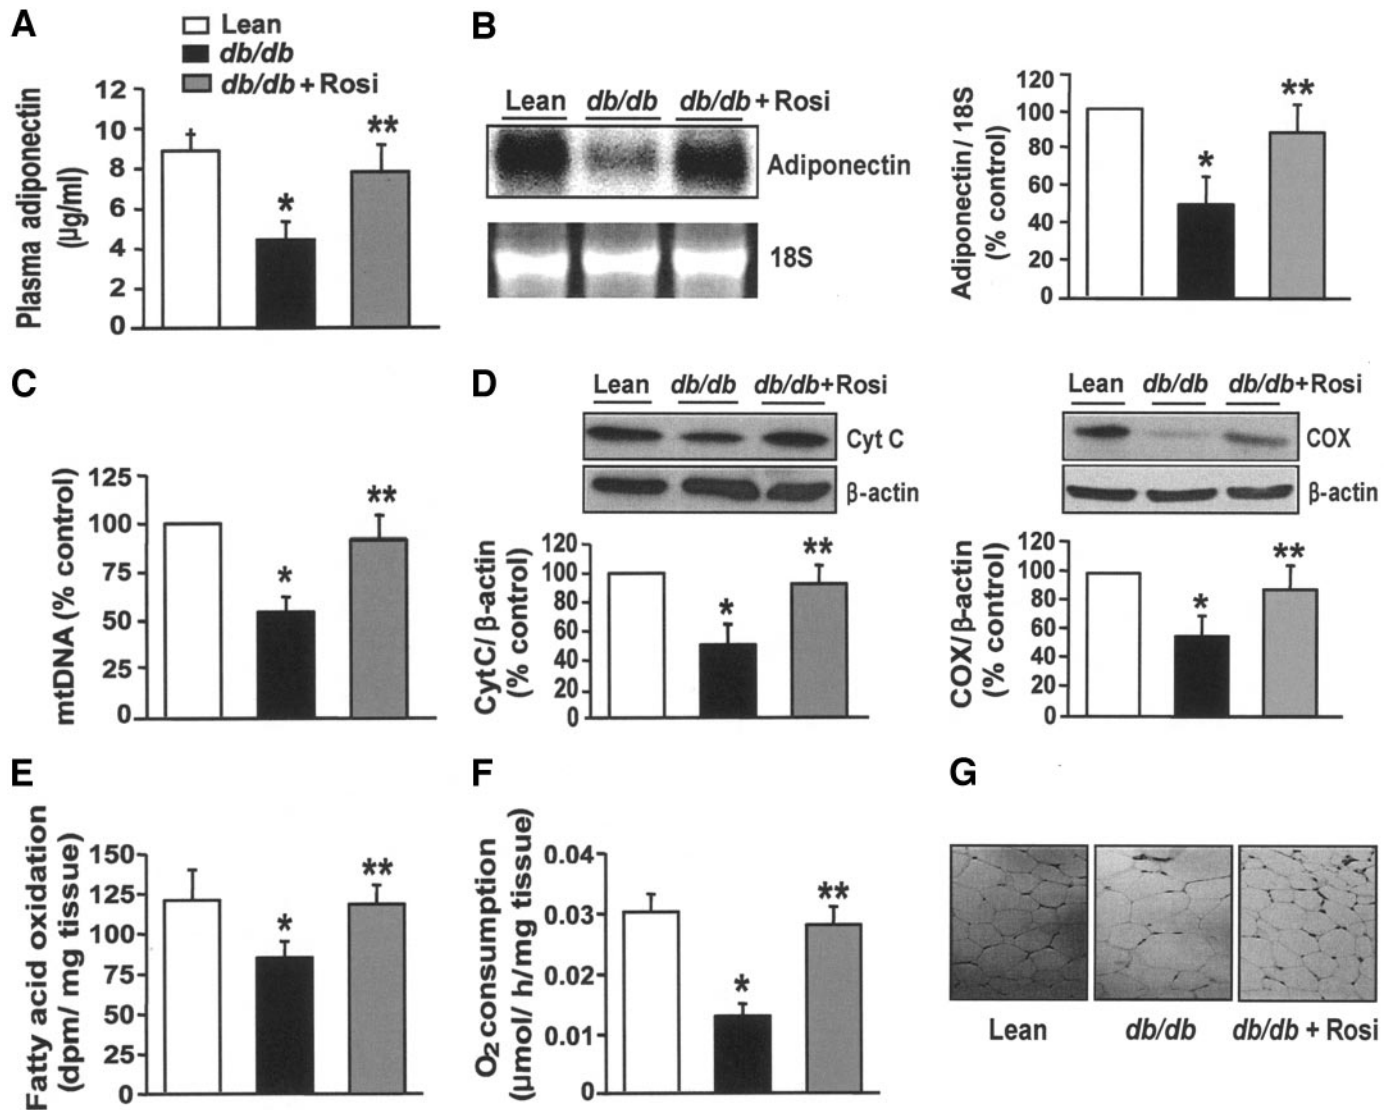 A
Lean
db/db
db/db + Rosi
Plasma adiponectin
(µg/ml)
12
10
8
6
4
2
0
*
**
B
Lean db/db db/db + Rosi
Adiponectin
18S
Adiponectin / 18S
(% control)
120
100
80
60
40
20
0
*
**
C
mtDNA (% control)
125
100
75
50
25
0
*
**
D
Lean db/db db/db+Rosi
Cyt C
β-actin
Cyt C/ β-actin
(% control)
120
100
80
60
40
20
0
*
**
Lean db/db db/db+Rosi
COX
β-actin
COX/β-actin
(% control)
120
100
80
60
40
20
0
*
**
E
Fatty acid oxidation
(dpm/ mg tissue)
150
125
100
75
50
25
0
*
**
F
O2 consumption
(µmol/ h/mg tissue)
0.04
0.03
0.02
0.01
0
*
**
G
Lean db/db db/db + Rosi